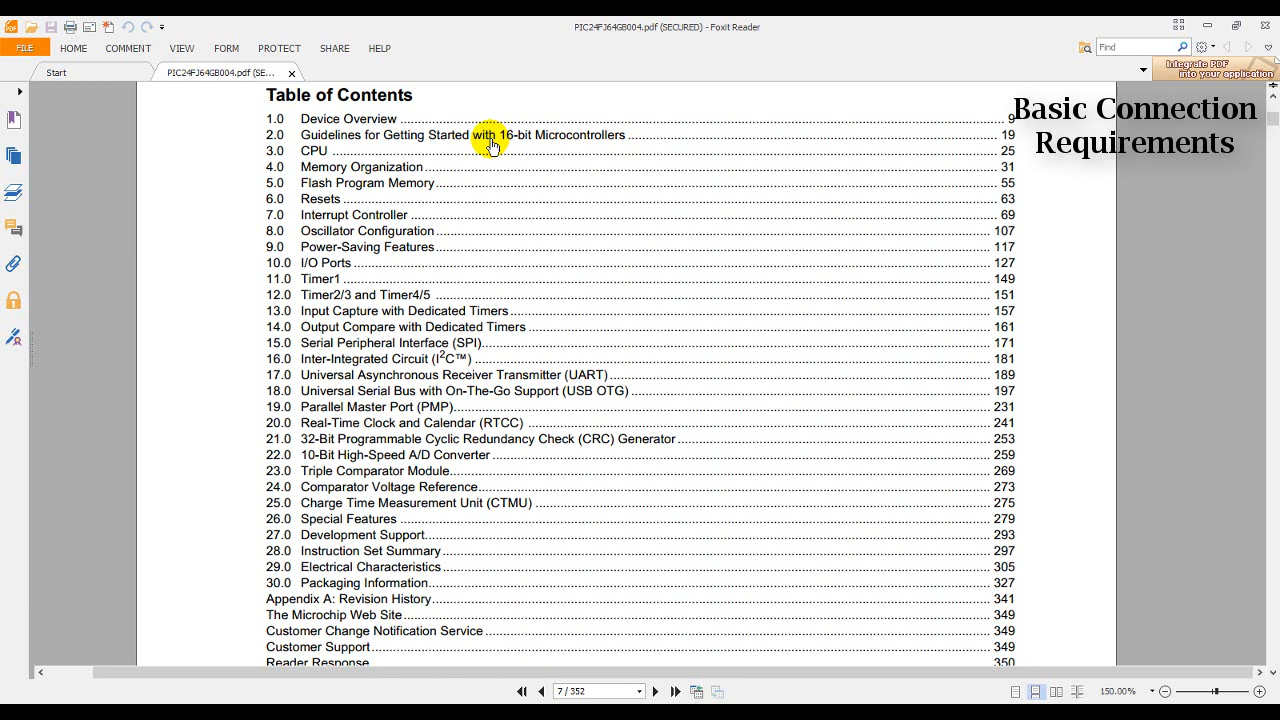 PIC24FJ64GB004.pdf (SECURED) - Foxit Reader
FILE HOME COMMENT VIEW FORM PROTECT SHARE HELP
Find
Start PIC24FJ64GB004.pdf (SE...
Integrate PDF
into your application
Basic Connection
Requirements
Table of Contents
1.0 Device Overview 9
2.0 Guidelines for Getting Started with 16-bit Microcontrollers 19
3.0 CPU 25
4.0 Memory Organization 31
5.0 Flash Program Memory 55
6.0 Resets 63
7.0 Interrupt Controller 69
8.0 Oscillator Configuration 107
9.0 Power-Saving Features 117
10.0 I/O Ports 127
11.0 Timer1 149
12.0 Timer2/3 and Timer4/5 151
13.0 Input Capture with Dedicated Timers 157
14.0 Output Compare with Dedicated Timers 161
15.0 Serial Peripheral Interface (SPI) 171
16.0 Inter-Integrated Circuit (I²C™) 181
17.0 Universal Asynchronous Receiver Transmitter (UART) 189
18.0 Universal Serial Bus with On-The-Go Support (USB OTG) 197
19.0 Parallel Master Port (PMP) 231
20.0 Real-Time Clock and Calendar (RTCC) 241
21.0 32-Bit Programmable Cyclic Redundancy Check (CRC) Generator 253
22.0 10-Bit High-Speed A/D Converter 259
23.0 Triple Comparator Module 269
24.0 Comparator Voltage Reference 273
25.0 Charge Time Measurement Unit (CTMU) 275
26.0 Special Features 279
27.0 Development Support 293
28.0 Instruction Set Summary 297
29.0 Electrical Characteristics 305
30.0 Packaging Information 327
Appendix A: Revision History 341
The Microchip Web Site 349
Customer Change Notification Service 349
Customer Support 349
Reader Response 350
7 / 352
150.00%